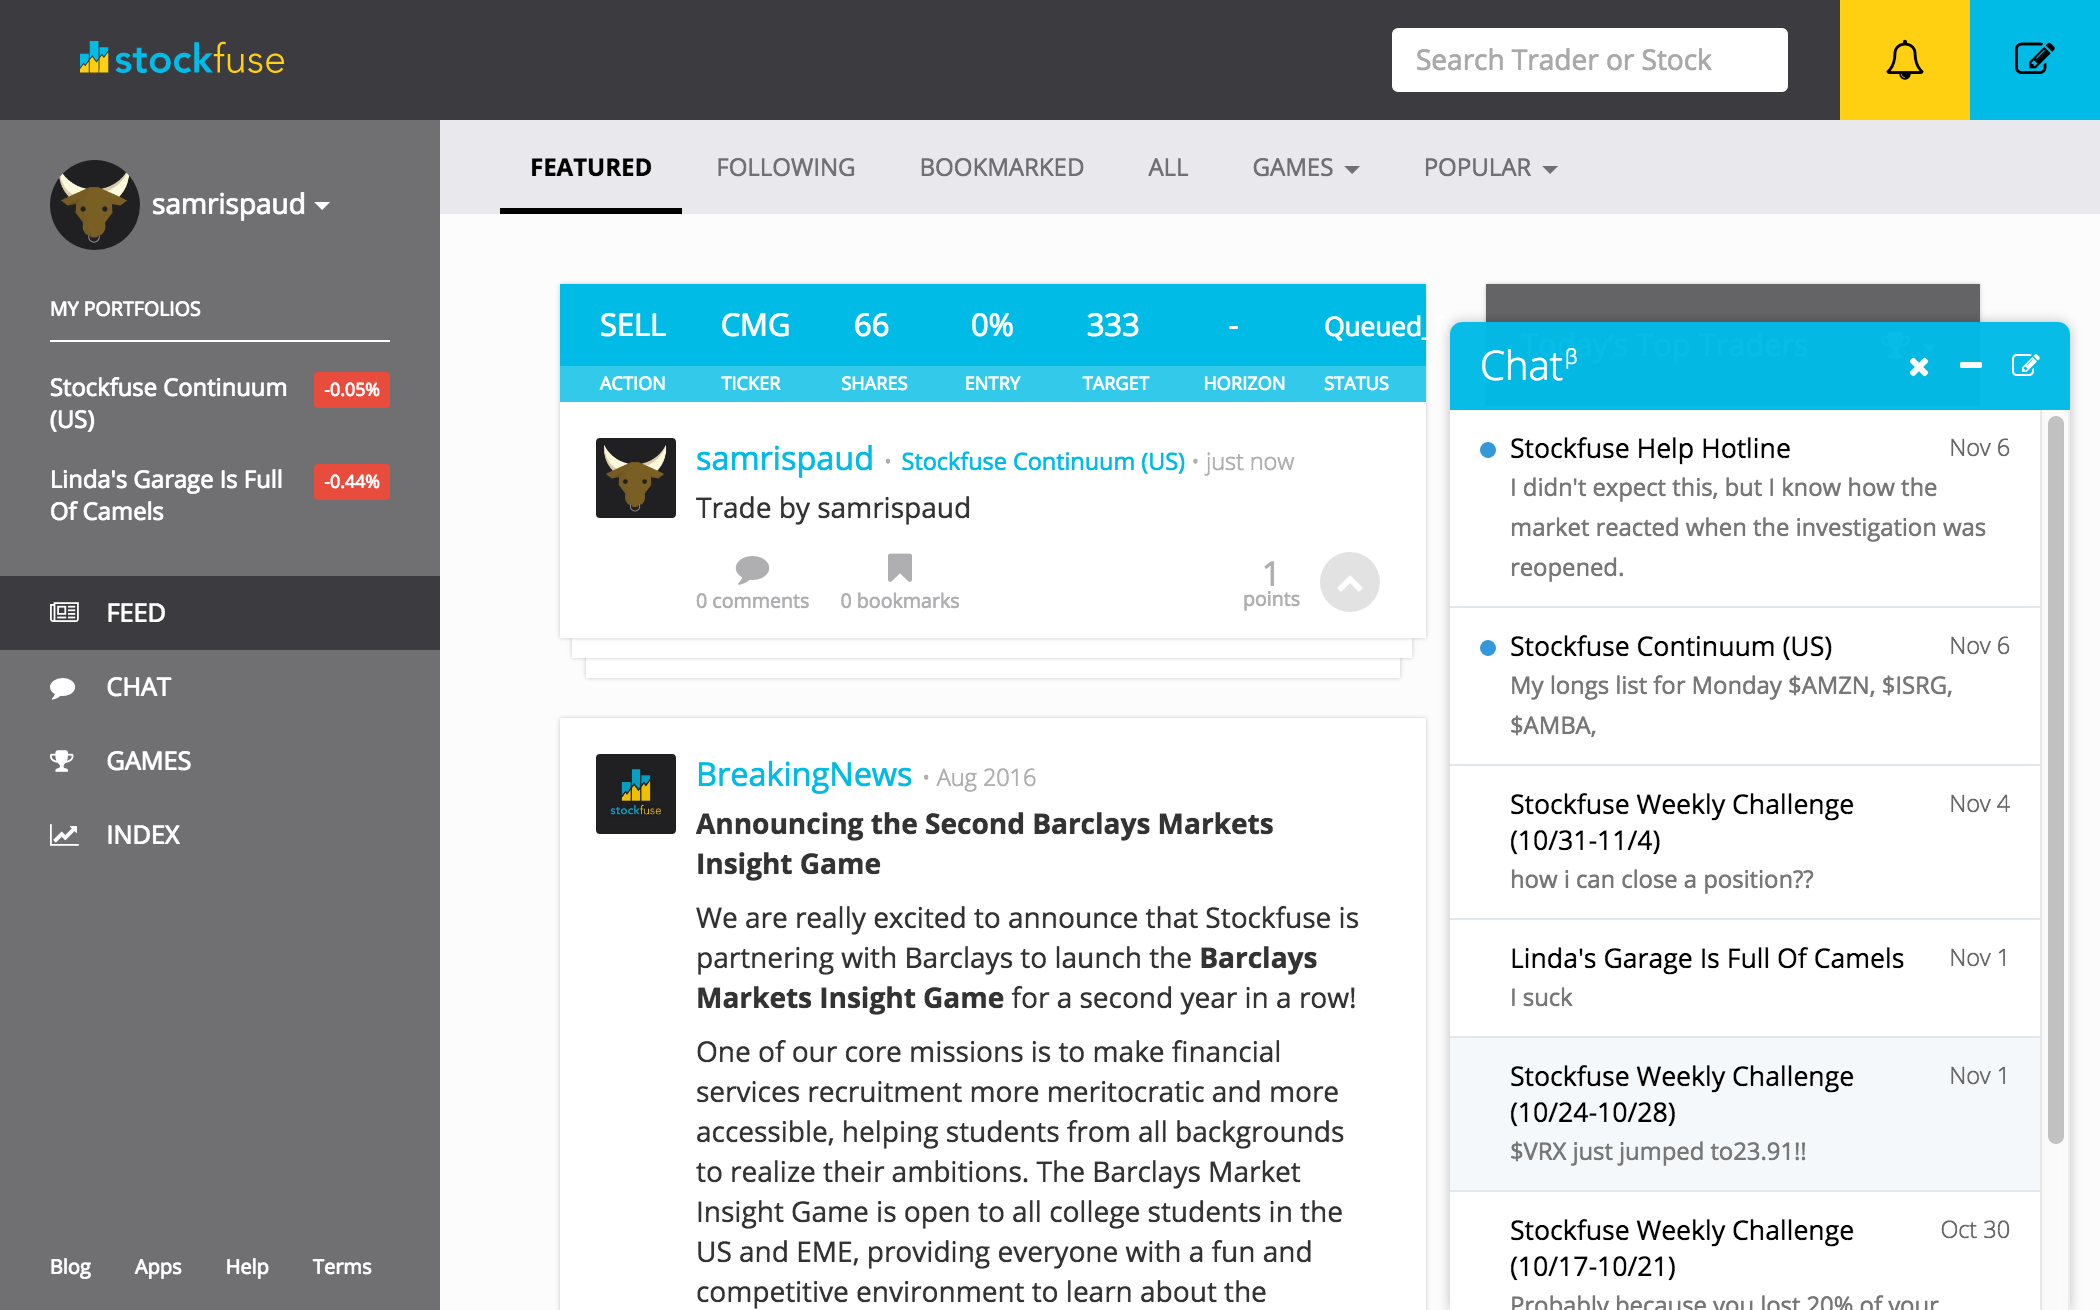 stockfuse
Search Trader or Stock
samrispaud
MY PORTFOLIOS
Stockfuse Continuum
(US)
-0.05%
Linda's Garage Is Full
Of Camels
-0.44%
FEED
CHAT
GAMES
INDEX
Blog Apps Help Terms
FEATURED FOLLOWING BOOKMARKED ALL GAMES POPULAR
SELL CMG 66 0% 333 - Queued_
ACTION TICKER SHARES ENTRY TARGET HORIZON STATUS
samrispaud • Stockfuse Continuum (US) • just now
Trade by samrispaud
0 comments 0 bookmarks
1
points
stockfuse
BreakingNews • Aug 2016
Announcing the Second Barclays Markets
Insight Game
We are really excited to announce that Stockfuse is
partnering with Barclays to launch the Barclays
Markets Insight Game for a second year in a row!
One of our core missions is to make financial
services recruitment more meritocratic and more
accessible, helping students from all backgrounds
to realize their ambitions. The Barclays Market
Insight Game is open to all college students in the
US and EME, providing everyone with a fun and
competitive environment to learn about the
Today's Top Traders
Chatβ
Stockfuse Help Hotline Nov 6
I didn't expect this, but I know how the
market reacted when the investigation was
reopened.
Stockfuse Continuum (US) Nov 6
My longs list for Monday $AMZN, $ISRG,
$AMBA,
Stockfuse Weekly Challenge Nov 4
(10/31-11/4)
how i can close a position??
Linda's Garage Is Full Of Camels Nov 1
I suck
Stockfuse Weekly Challenge Nov 1
(10/24-10/28)
$VRX just jumped to23.91!!
Stockfuse Weekly Challenge Oct 30
(10/17-10/21)
Probably because you lost 20% of your